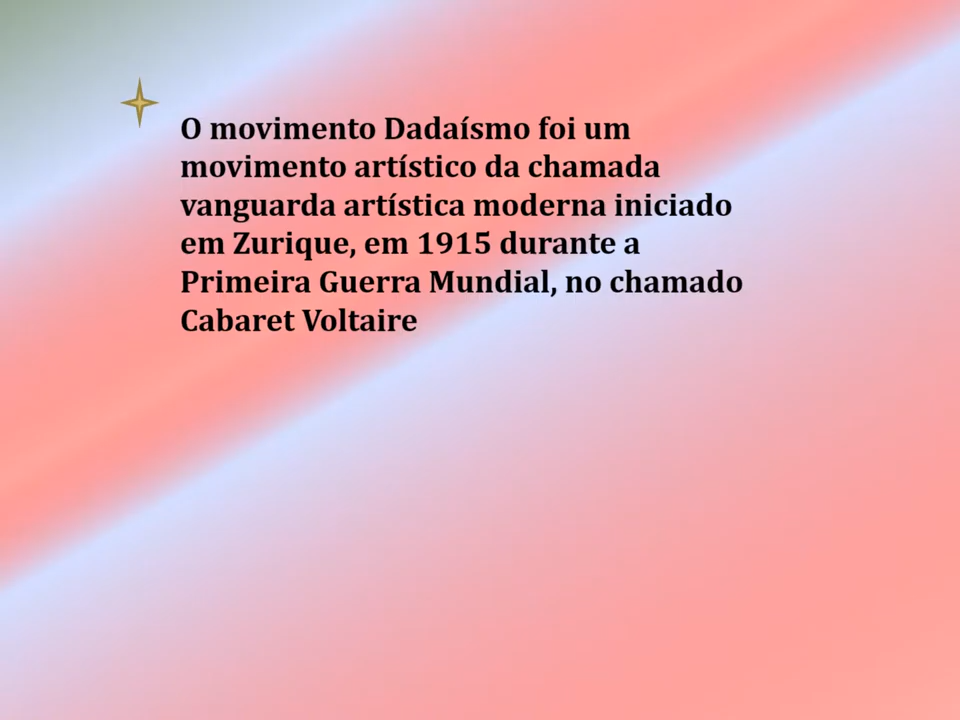 O movimento Dadaísmo foi um
movimento artístico da chamada
vanguarda artística moderna iniciado
em Zurique, em 1915 durante a
Primeira Guerra Mundial, no chamado
Cabaret Voltaire